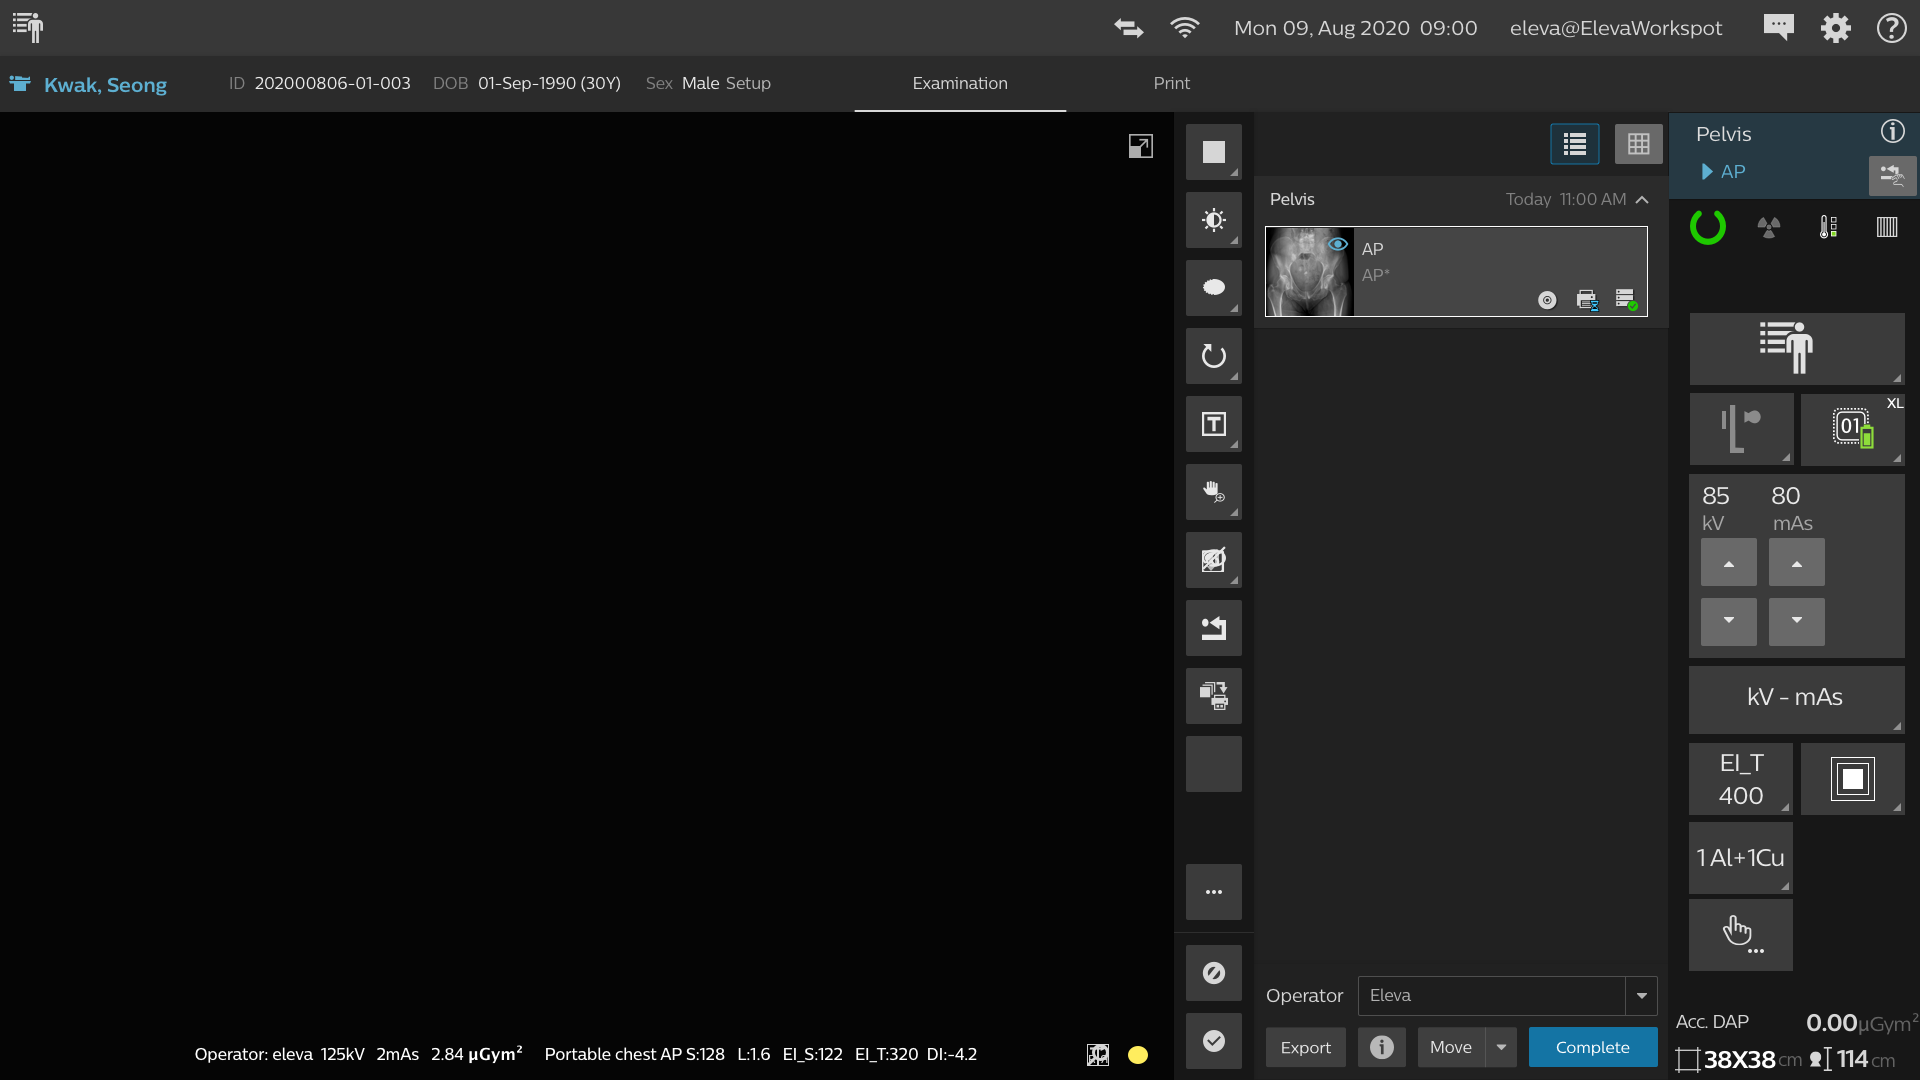 Mon 09, Aug 2020 09:00 eleva@ElevaWorkspot
Kwak, Seong ID 202000806-01-003 DOB 01-Sep-1990 (30Y) Sex Male Setup Examination Print
Pelvis
AP
Pelvis Today 11:00 AM
AP
AP*
XL
01
85 80
kV mAs
kV - mAs
EI_T
400
1 Al+1Cu
Operator Eleva
Export Move Complete
Acc. DAP 0.00 µGym²
38X38 cm 114 cm
Operator: eleva 125kV 2mAs 2.84 µGym² Portable chest AP S:128 L:1.6 EI_S:122 EI_T:320 DI:-4.2